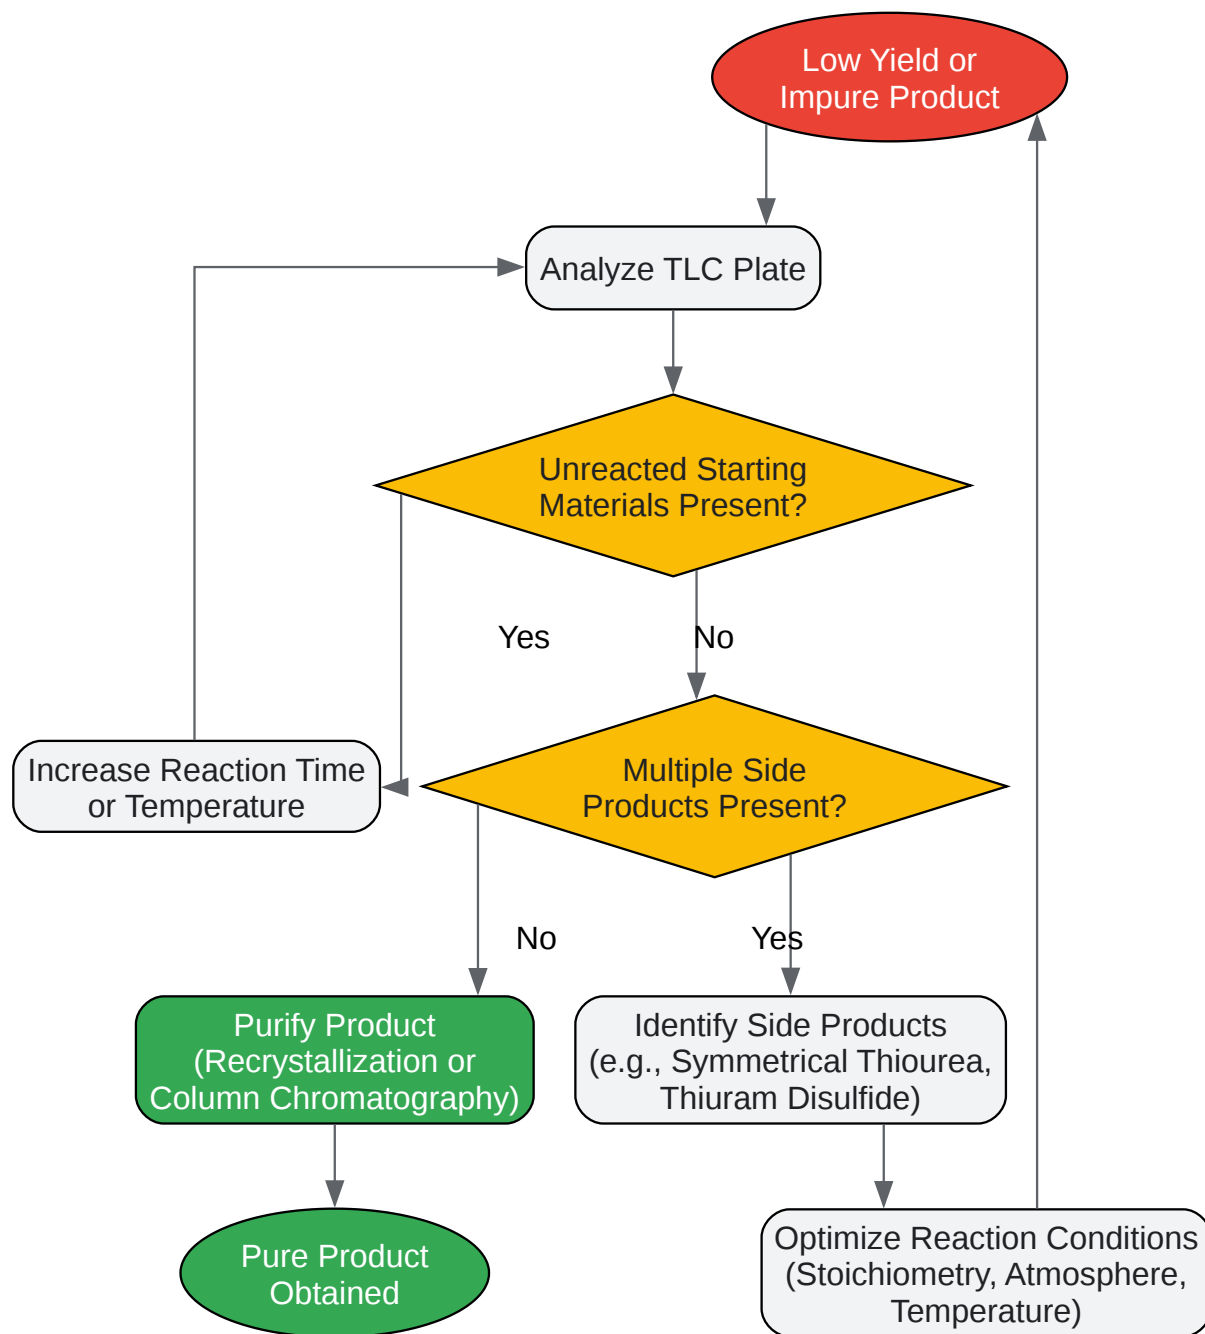 Low Yield or
Impure Product
Analyze TLC Plate
Unreacted Starting
Materials Present?
Yes
No
Increase Reaction Time
or Temperature
Multiple Side
Products Present?
No
Yes
Purify Product
(Recrystallization or
Column Chromatography)
Identify Side Products
(e.g., Symmetrical Thiourea,
Thiuram Disulfide)
Pure Product
Obtained
Optimize Reaction Conditions
(Stoichiometry, Atmosphere,
Temperature)